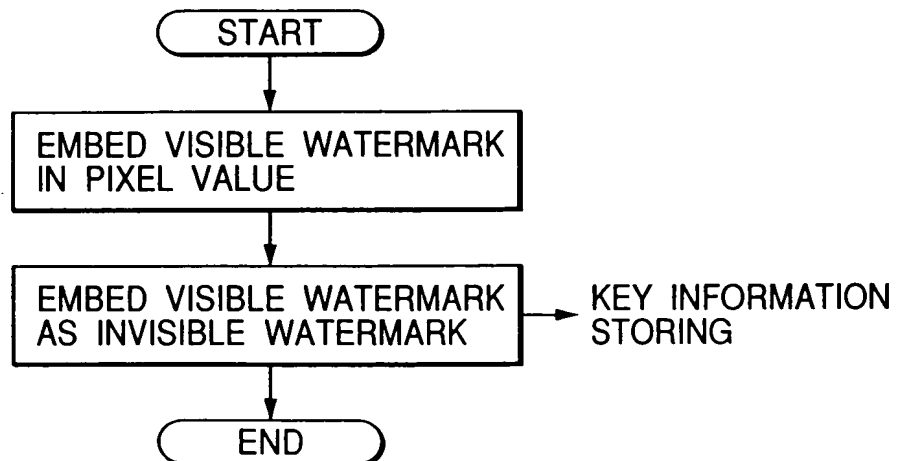 START
EMBED VISIBLE WATERMARK
IN PIXEL VALUE
EMBED VISIBLE WATERMARK
AS INVISIBLE WATERMARK
KEY INFORMATION
STORING
END